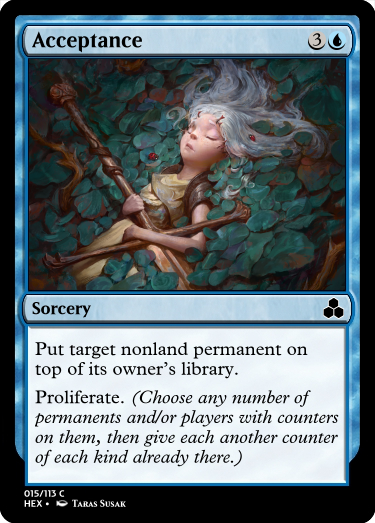 Acceptance 3
Sorcery
Put target nonland permanent on
top of its owner's library.
Proliferate. (Choose any number of
permanents and/or players with counters
on them, then give each another counter
of each kind already there.)
015/113 C
HEX • Taras Susak